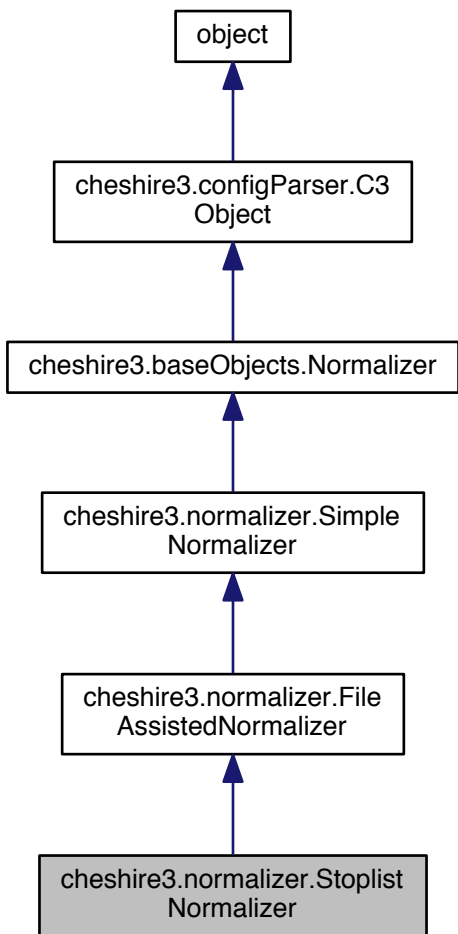 object
cheshire3.configParser.C3
Object
cheshire3.baseObjects.Normalizer
cheshire3.normalizer.Simple
Normalizer
cheshire3.normalizer.File
AssistedNormalizer
cheshire3.normalizer.Stoplist
Normalizer